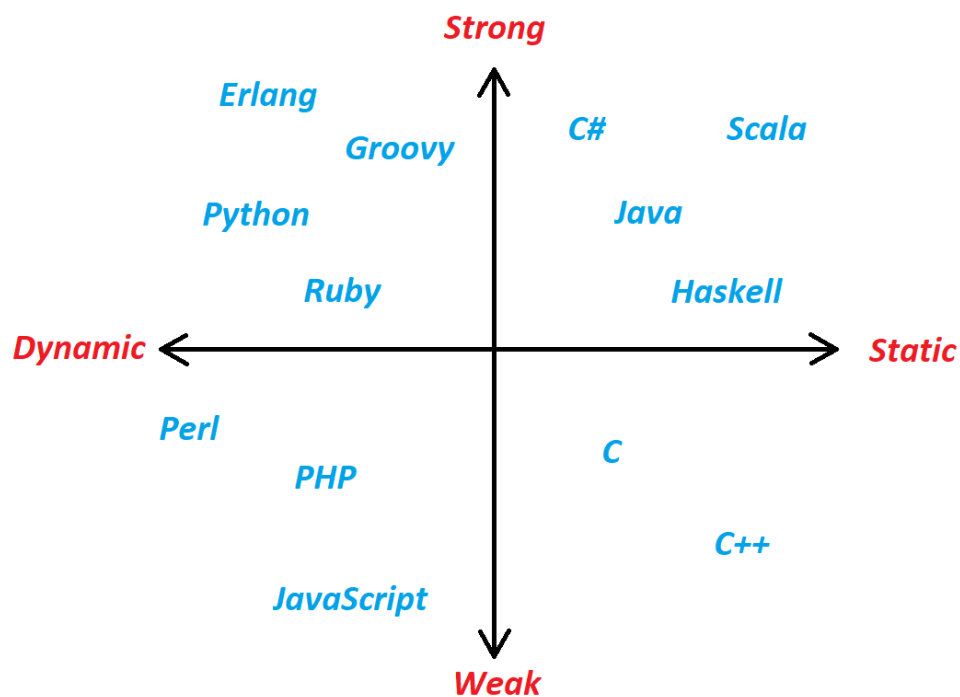 Strong
Erlang
C#
Scala
Groovy
Python
Java
Ruby
Haskell
Dynamic
Static
Perl
C
PHP
C++
JavaScript
Weak